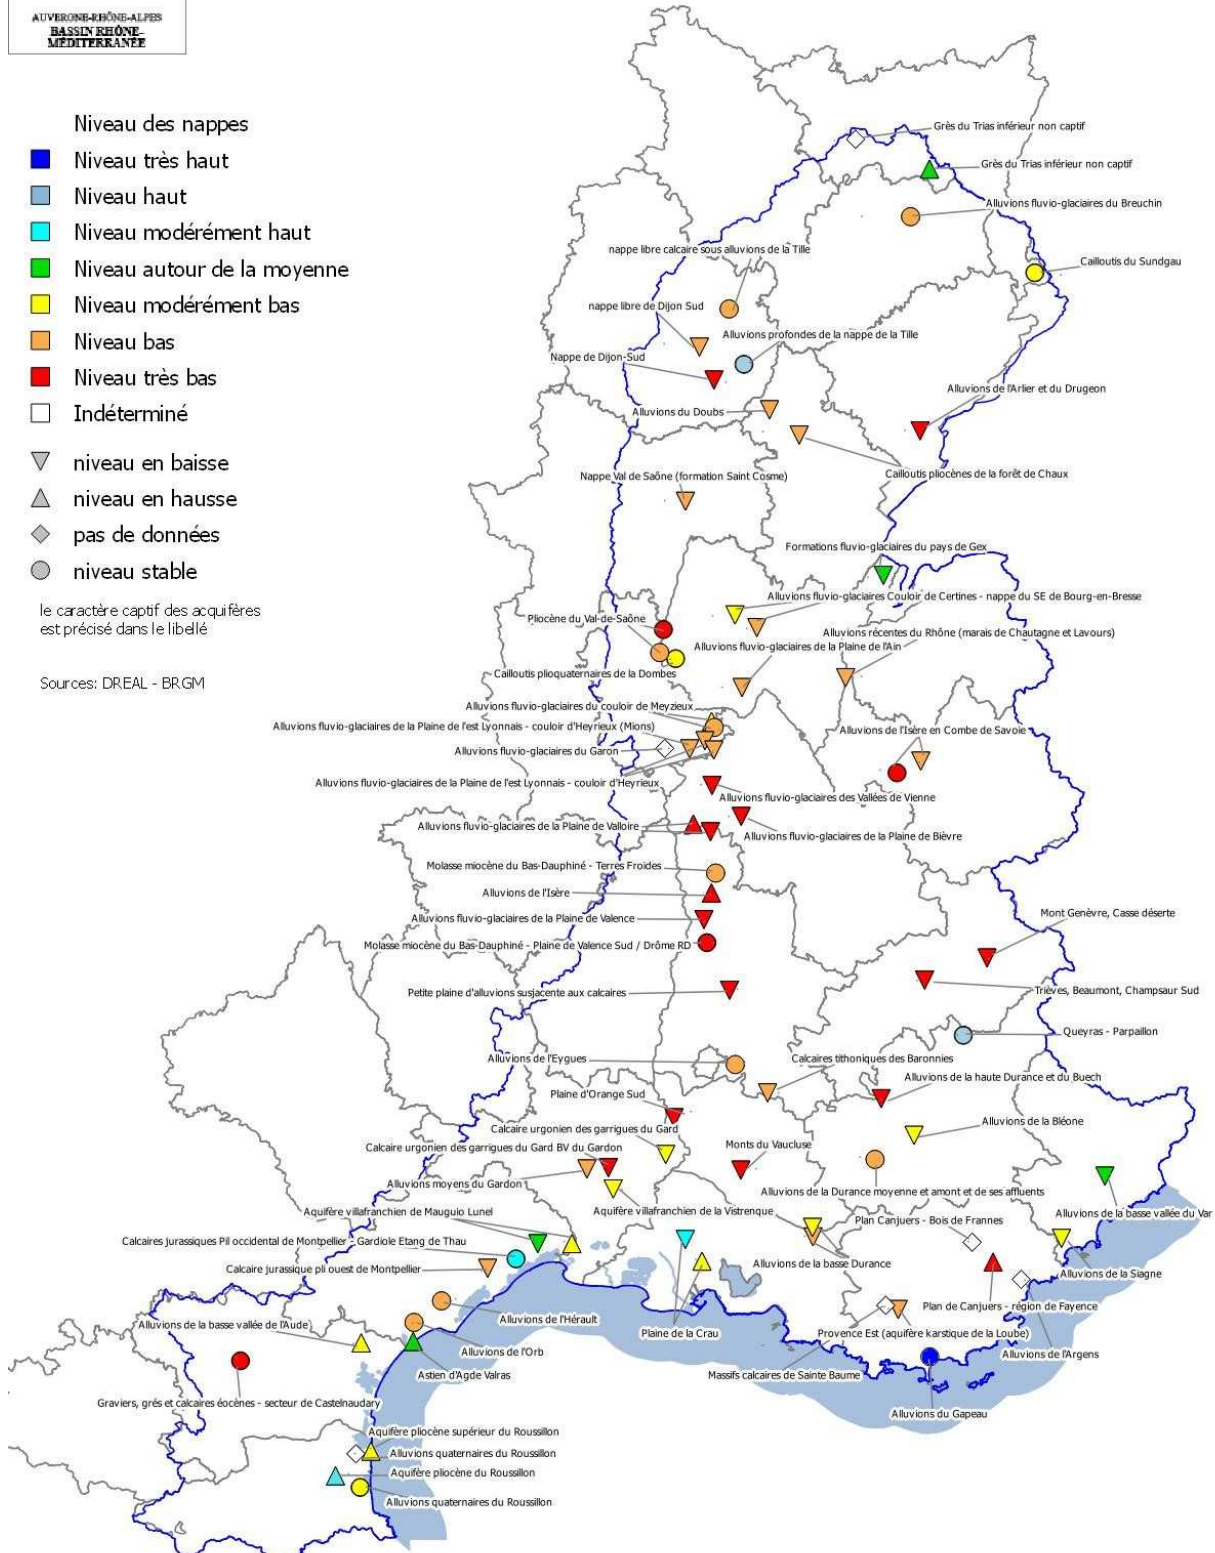 AUVERGNE-RHÔNE-ALPES
BASSIN RHÔNE-
MÉDITERRANÉE
Niveau des nappes
Niveau très haut
Niveau haut
Niveau modérément haut
Niveau autour de la moyenne
Niveau modérément bas
Niveau bas
Niveau très bas
Indéterminé
niveau en baisse
niveau en hausse
pas de données
niveau stable
le caractère captif des acquifères
est précisé dans le libellé
Sources: DREAL - BRGM
Grès du Trias inférieur non captif
Grès du Trias inférieur non captif
Alluvions fluvio-glaciaires du Breuchin
nappe libre calcaire sous alluvions de la Tille
Cailloutis du Sundgau
nappe libre de Dijon Sud
Alluvions profondes de la nappe de la Tille
Nappe de Dijon-Sud
Alluvions de l'Arlier et du Drugeon
Alluvions du Doubs
Cailloutis pliocènes de la forêt de Chaux
Nappe Val de Saône (formation Saint Cosme)
Formations fluvio-glaciaires du pays de Gex
Alluvions fluvio-glaciaires Couloir de Certines - nappe du SE de Bourg-en-Bresse
Pliocène du Val-de-Saône
Alluvions récentes du Rhône (marais de Chautagne et Lavours)
Alluvions fluvio-glaciaires de la Plaine de l'Ain
Cailloutis plioquaternaires de la Dombes
Alluvions fluvio-glaciaires du couloir de Meyzieux
Alluvions fluvio-glaciaires de la Plaine de l'est Lyonnais - couloir d'Heyrieux (Mions)
Alluvions de l'Isère en Combe de Savoie
Alluvions fluvio-glaciaires du Garon
Alluvions fluvio-glaciaires de la Plaine de l'est Lyonnais - couloir d'Heyrieux
Alluvions fluvio-glaciaires des Vallées de Vienne
Alluvions fluvio-glaciaires de la Plaine de Valloire
Alluvions fluvio-glaciaires de la Plaine de Bièvre
Molasse miocène du Bas-Dauphiné - Terres Froides
Alluvions de l'Isère
Alluvions fluvio-glaciaires de la Plaine de Valence
Mont Genèvre, Casse déserte
Molasse miocène du Bas-Dauphiné - Plaine de Valence Sud / Drôme RD
Petite plaine d'alluvions susjacente aux calcaires
Trièves, Beaumont, Champsaur Sud
Queyras - Parpaillon
Alluvions de l'Eygues
Calcaires tithoniques des Baronnies
Alluvions de la haute Durance et du Buech
Plaine d'Orange Sud
Alluvions de la Bléone
Calcaire urgonien des garrigues du Gard
Calcaire urgonien des garrigues du Gard BV du Gardon
Monts du Vaucluse
Alluvions moyens du Gardon
Alluvions de la Durance moyenne et amont et de ses affluents
Aquifère villafranchien de Mauguio Lunel
Aquifère villafranchien de la Vistrenque
Alluvions de la basse vallée du Var
Plan Canjuers - Bois de Frannes
Calcaires jurassiques Pil occidental de Montpellier - Gardiole Etang de Thau
Calcaire jurassique pli ouest de Montpellier
Alluvions de la basse Durance
Alluvions de la Siagne
Plan de Canjuers - région de Fayence
Alluvions de l'Hérault
Alluvions de la basse vallée de l'Aude
Plaine de la Crau
Provence Est (aquifère karstique de la Loube)
Alluvions de l'Orb
Alluvions de l'Argens
Astien d'Agde Valras
Massifs calcaires de Sainte Baume
Graviers, grés et calcaires éocènes - secteur de Castelnaudary
Alluvions du Gapeau
Aquifère pliocène supérieur du Roussillon
Alluvions quaternaires du Roussillon
Aquifère pliocène du Roussillon
Alluvions quaternaires du Roussillon